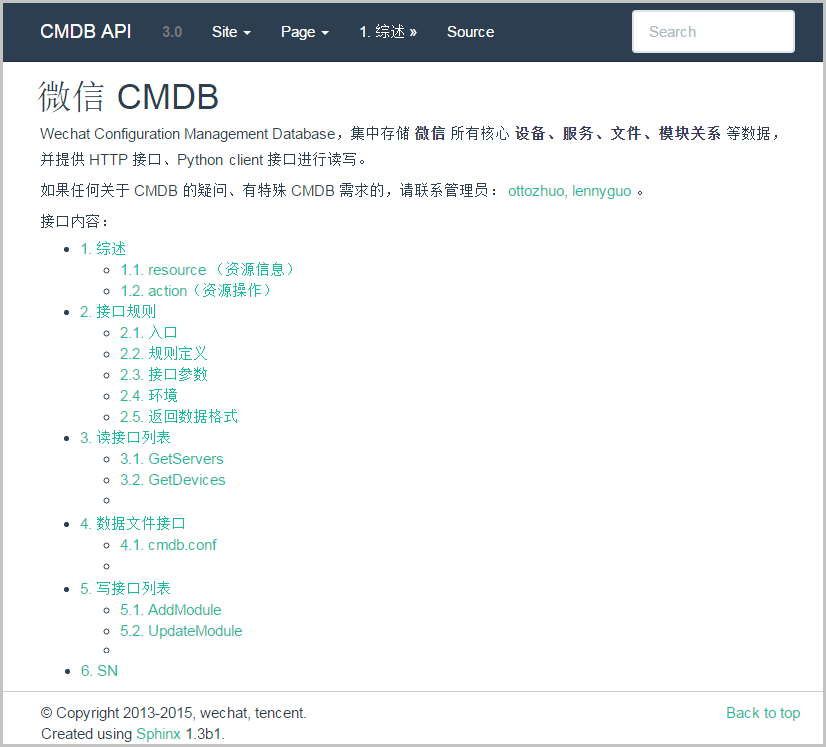 CMDB API 3.0 Site Page 1. 综述 » Source Search
微信 CMDB
Wechat Configuration Management Database，集中存储 微信 所有核心 设备、服务、文件、模块关系 等数据，
并提供 HTTP 接口、Python client 接口进行读写。
如果任何关于 CMDB 的疑问、有特殊 CMDB 需求的，请联系管理员： ottozhuo, lennyguo 。
接口内容：
1. 综述
1.1. resource （资源信息）
1.2. action（资源操作）
2. 接口规则
2.1. 入口
2.2. 规则定义
2.3. 接口参数
2.4. 环境
2.5. 返回数据格式
3. 读接口列表
3.1. GetServers
3.2. GetDevices
4. 数据文件接口
4.1. cmdb.conf
5. 写接口列表
5.1. AddModule
5.2. UpdateModule
6. SN
© Copyright 2013-2015, wechat, tencent. Back to top
Created using Sphinx 1.3b1.